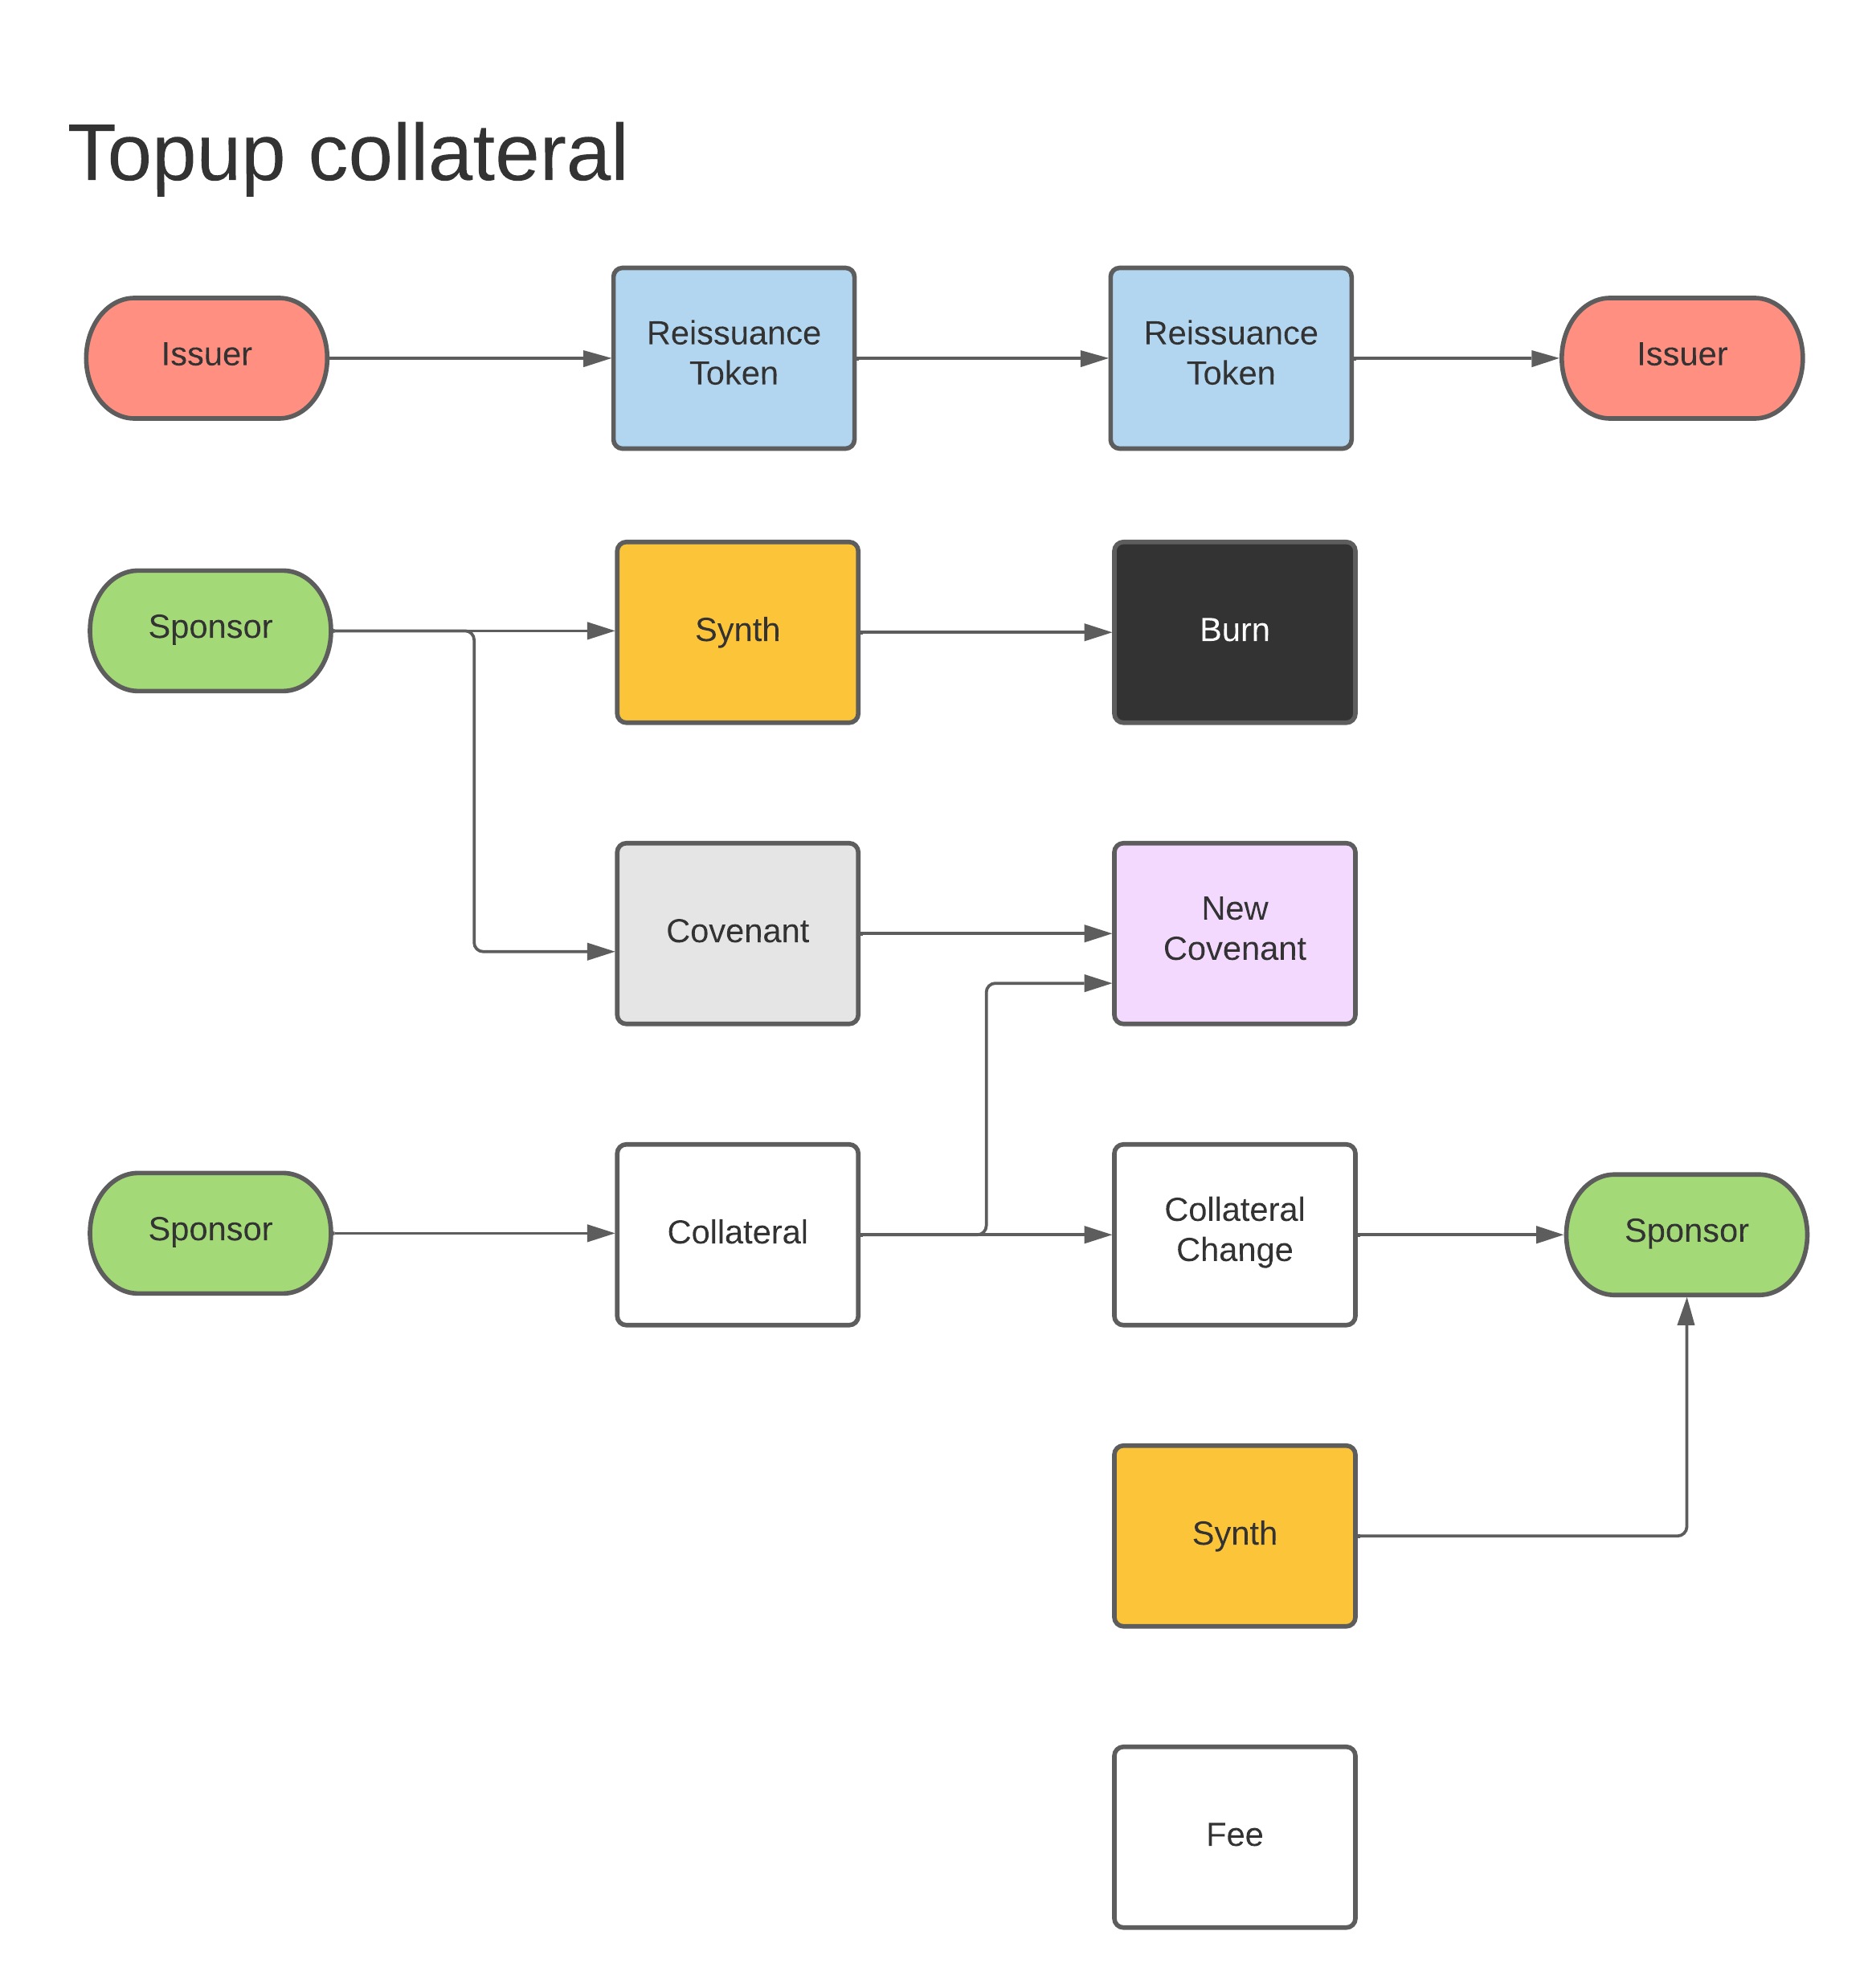 Topup collateral
Issuer
Reissuance
Token
Reissuance
Token
Issuer
Sponsor
Synth
Burn
Covenant
New
Covenant
Sponsor
Collateral
Collateral
Change
Sponsor
Synth
Fee